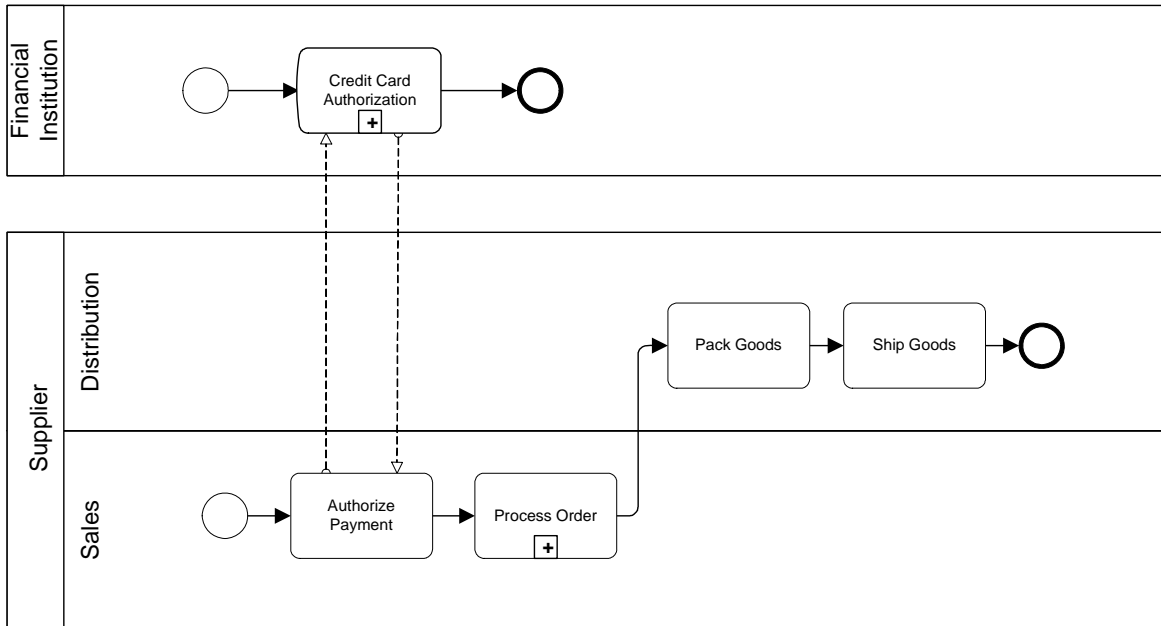 Financial
Institution
Credit Card
Authorization
+
Supplier
Distribution
Pack Goods
Ship Goods
Sales
Authorize
Payment
Process Order
+